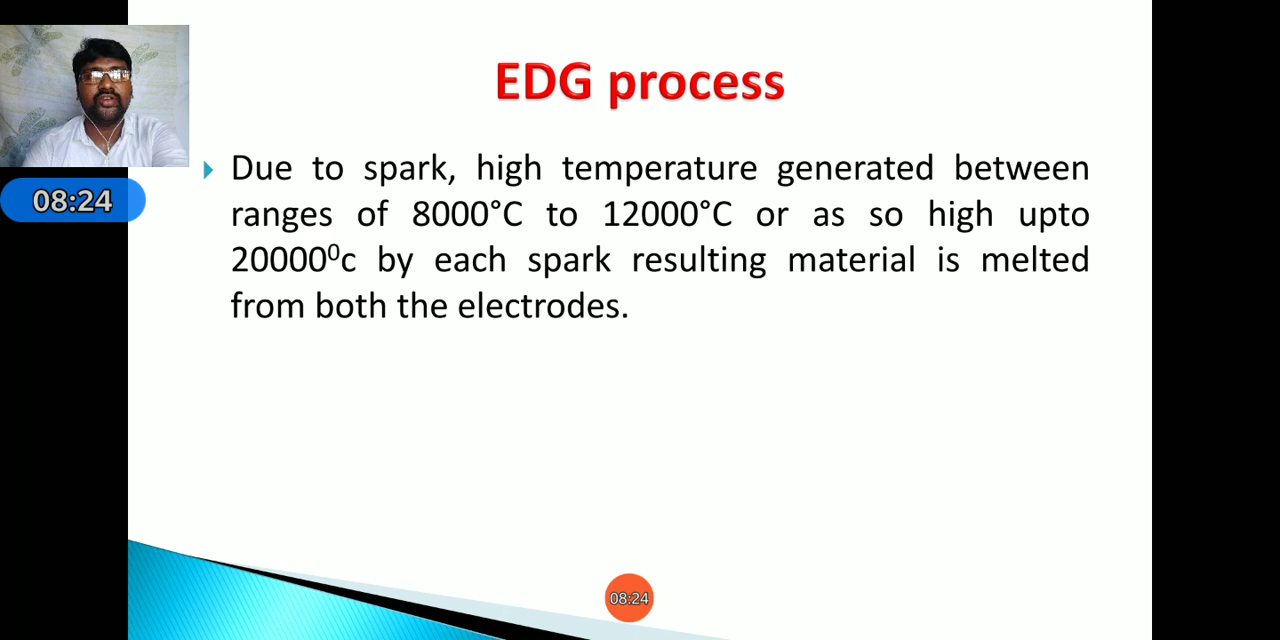 EDG process
08:24
Due to spark, high temperature generated between
ranges of 8000°C to 12000°C or as so high upto
20000⁰c by each spark resulting material is melted
from both the electrodes.
08:24